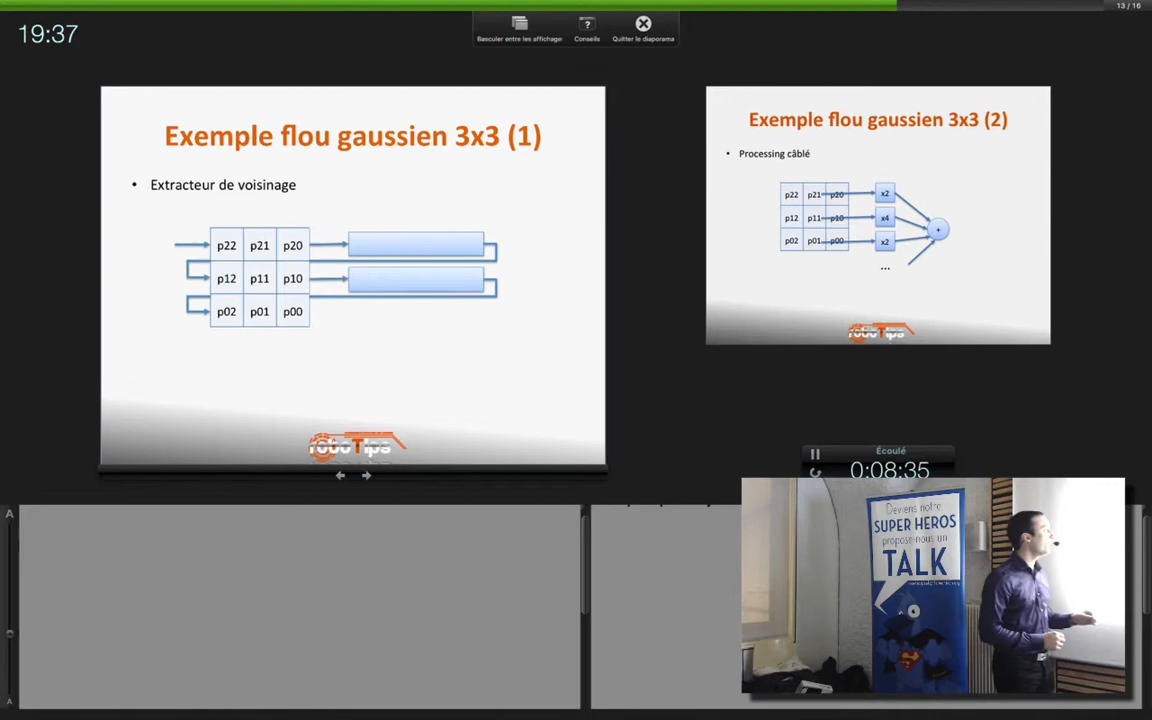 13 / 16
19:37
Basculer entre les affichage
Conseils
Quitter le diaporama
Exemple flou gaussien 3x3 (1)
• Extracteur de voisinage
p22 p21 p20
p12 p11 p10
p02 p01 p00
roboTips
Exemple flou gaussien 3x3 (2)
• Processing câblé
p22 p21 p20 x2
p12 p11 p10 x4
+
p02 p01 p00 x2
...
roboTips
Écoulé
0:08:35
A
A
Deviens notre
SUPER HEROS
propose-nous un
TALK